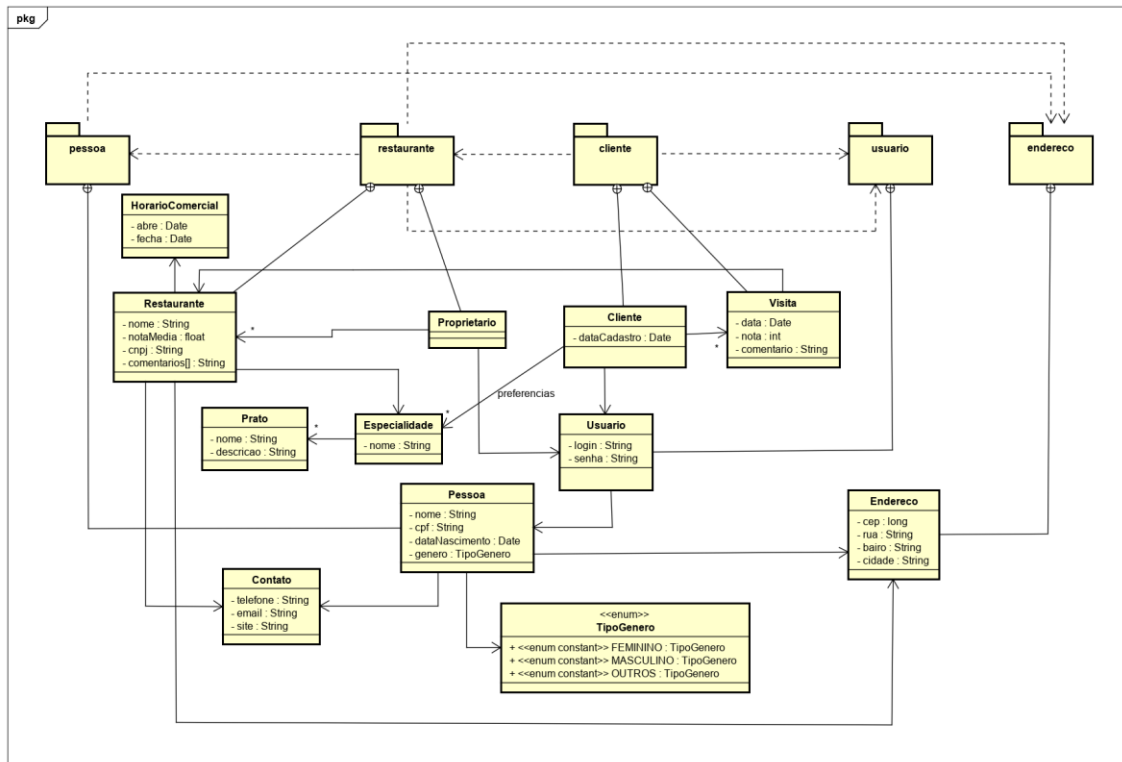 pkg
pessoa
restaurante
cliente
usuario
endereco
HorarioComercial
- abre : Date
- fecha : Date
Restaurante
- nome : String
- notaMedia : float
- cnpj : String
- comentarios[] : String
*
Proprietario
Cliente
- dataCadastro : Date
*
Visita
- data : Date
- nota : int
- comentario : String
preferencias
*
Prato
- nome : String
- descricao : String
*
Especialidade
- nome : String
Usuario
- login : String
- senha : String
Pessoa
- nome : String
- cpf : String
- dataNascimento : Date
- genero : TipoGenero
Endereco
- cep : long
- rua : String
- bairo : String
- cidade : String
Contato
- telefone : String
- email : String
- site : String
<<enum>>
TipoGenero
+ <<enum constant>> FEMININO : TipoGenero
+ <<enum constant>> MASCULINO : TipoGenero
+ <<enum constant>> OUTROS : TipoGenero